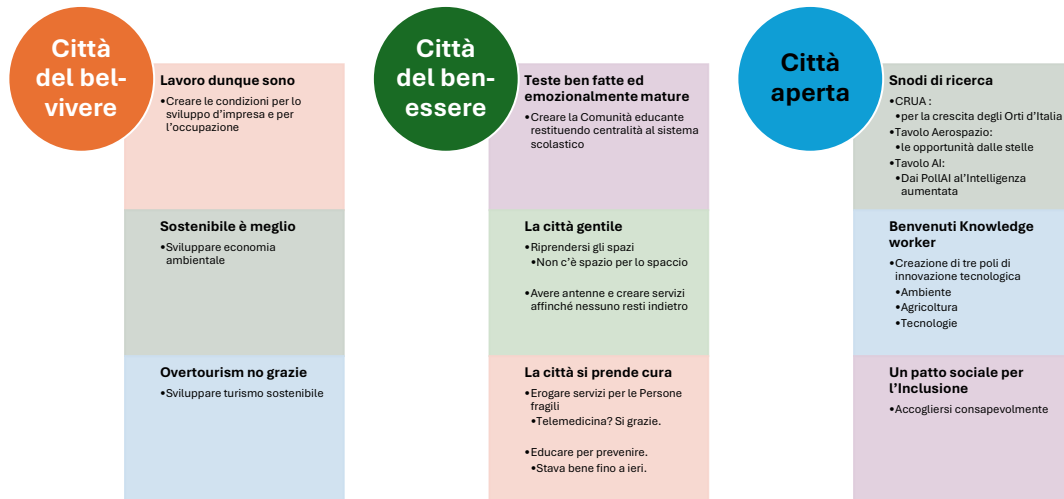 Città
del bel-
vivere
Lavoro dunque sono
•Creare le condizioni per lo
sviluppo d'impresa e per
l'occupazione
Sostenibile è meglio
•Sviluppare economia
ambientale
Overtourism no grazie
•Sviluppare turismo sostenibile
Città
del ben-
essere
Teste ben fatte ed
emozionalmente mature
•Creare la Comunità educante
restituendo centralità al sistema
scolastico
La città gentile
•Riprendersi gli spazi
•Non c'è spazio per lo spaccio
•Avere antenne e creare servizi
affinché nessuno resti indietro
La città si prende cura
•Erogare servizi per le Persone
fragili
•Telemedicina? Si grazie.
•Educare per prevenire.
•Stava bene fino a ieri.
Città
aperta
Snodi di ricerca
•CRUA :
•per la crescita degli Orti d'Italia
•Tavolo Aerospazio:
•le opportunità dalle stelle
•Tavolo AI:
•Dai PollAI al'Intelligenza
aumentata
Benvenuti Knowledge
worker
•Creazione di tre poli di
innovazione tecnologica
•Ambiente
•Agricoltura
•Tecnologie
Un patto sociale per
l'Inclusione
•Accogliersi consapevolmente